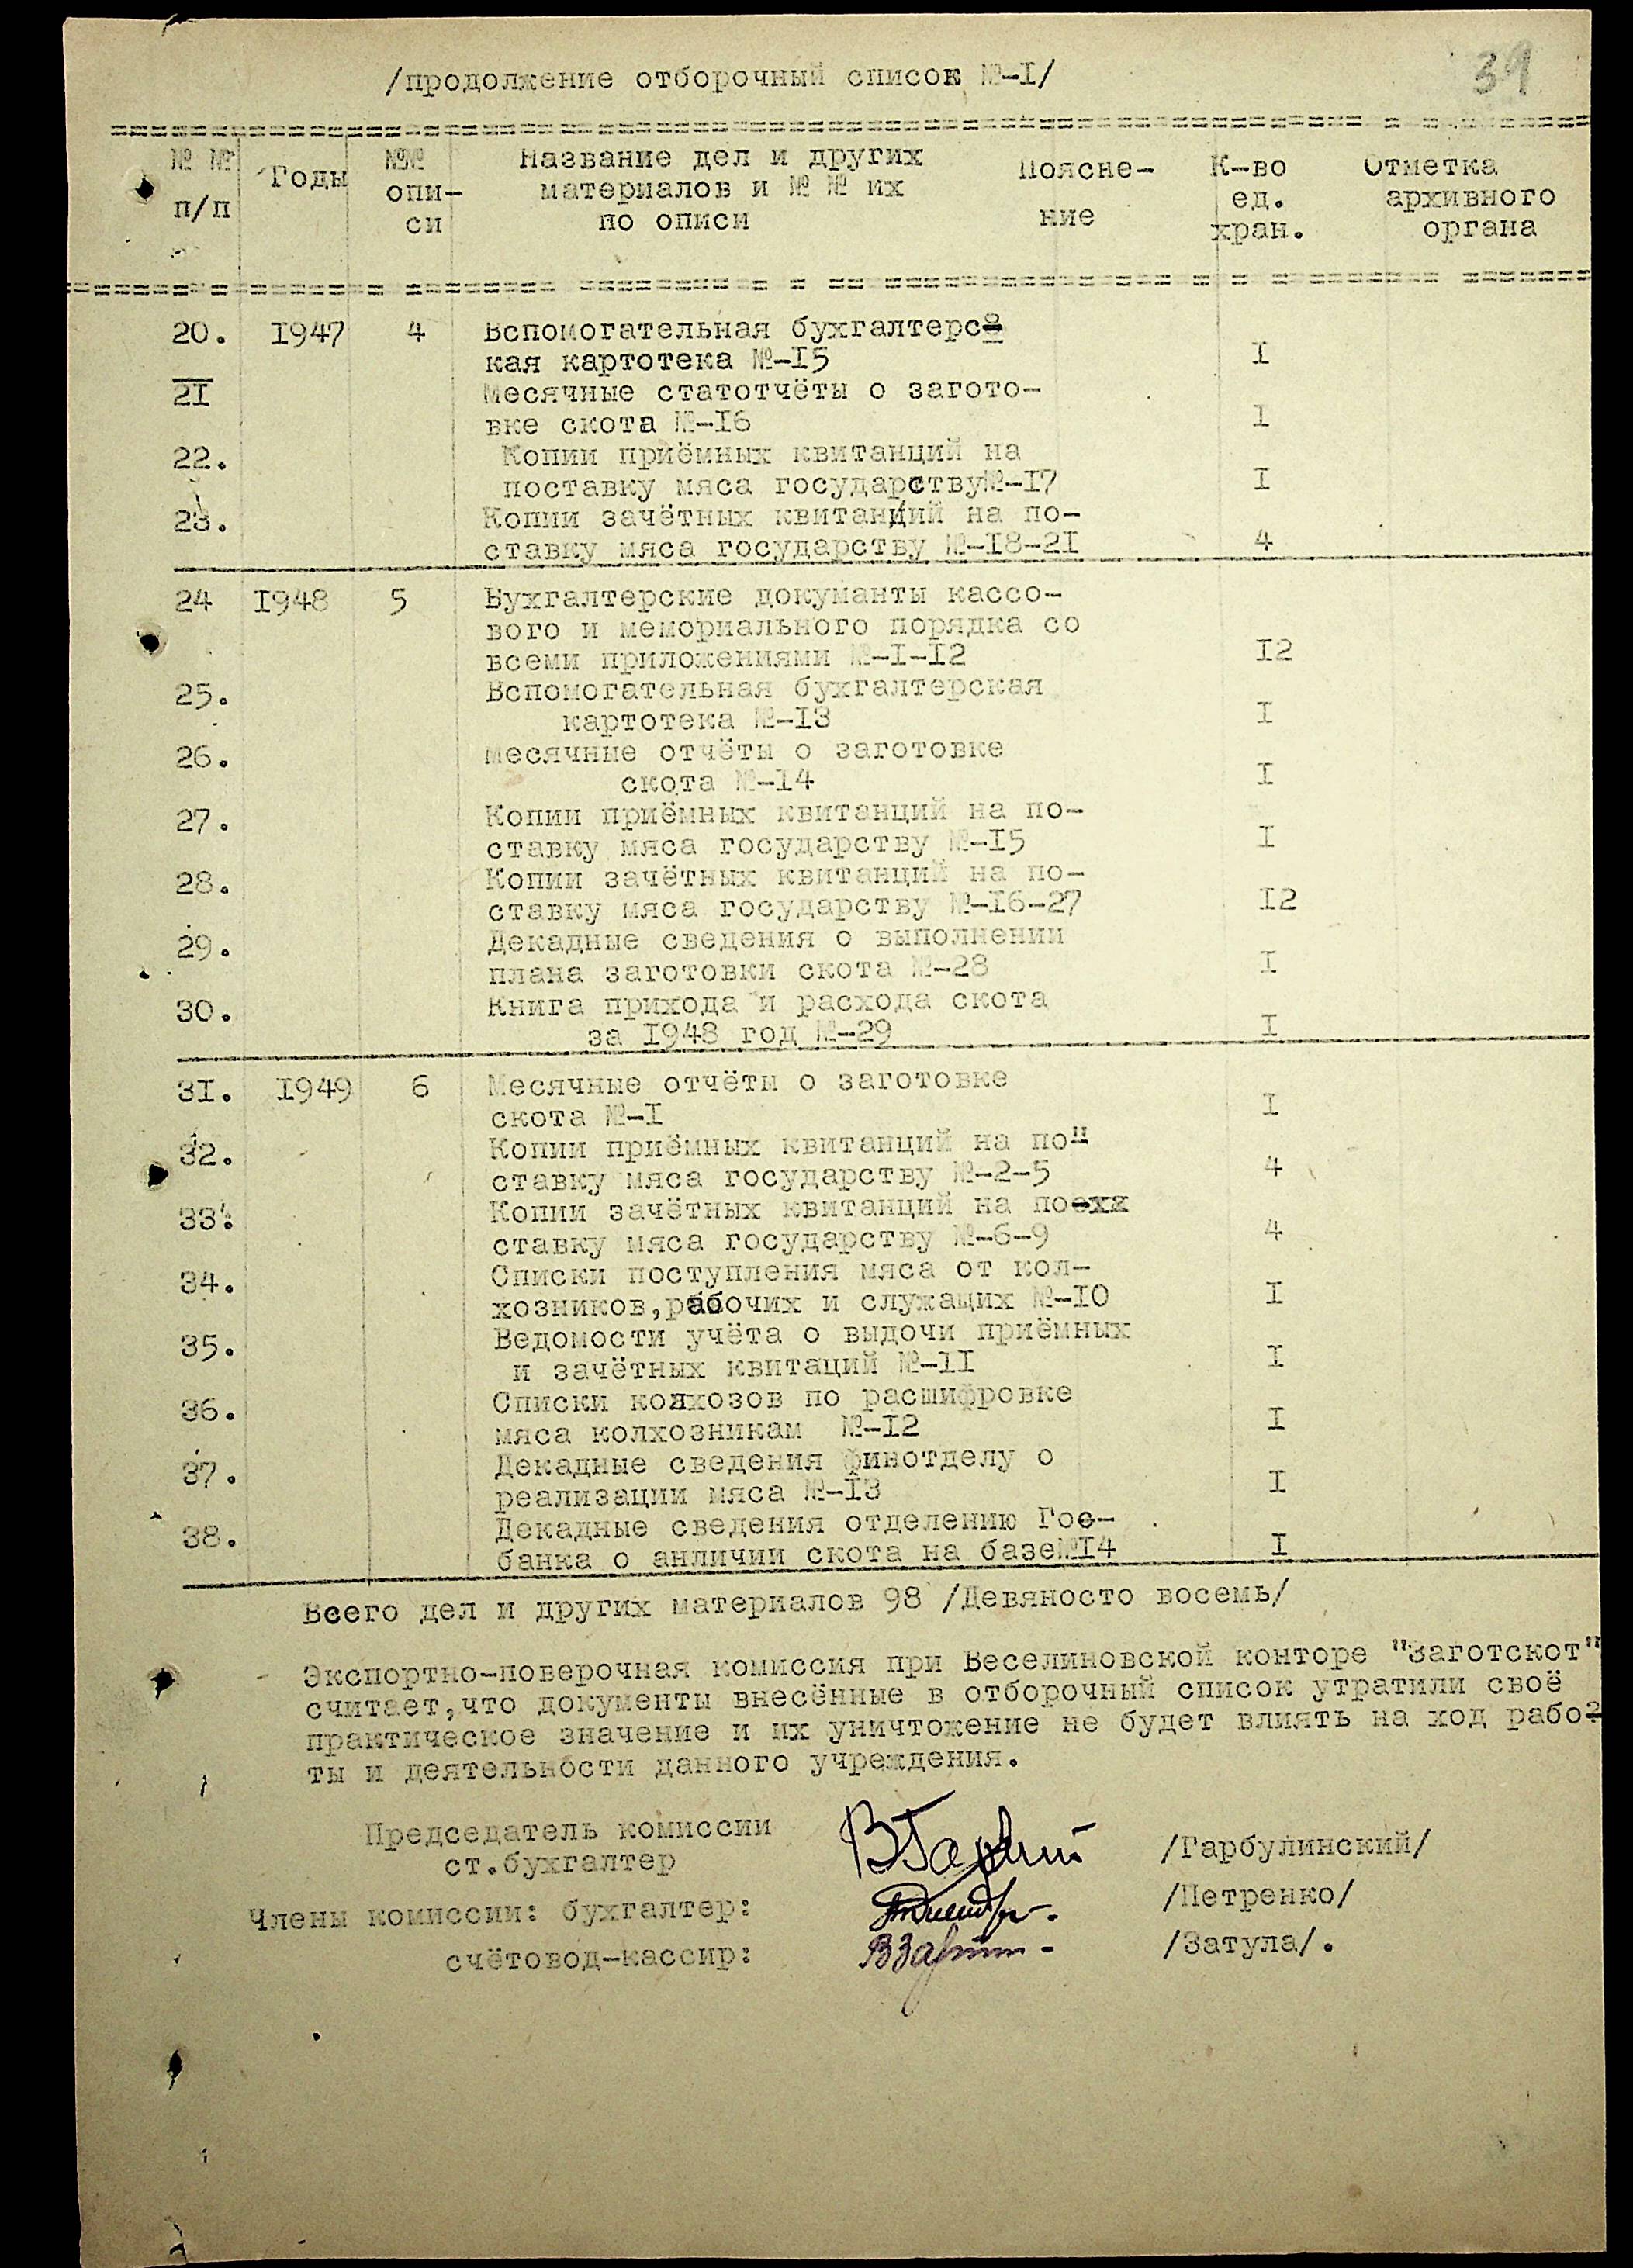 39
/продолжение отборочный список №-I/
№ № п/п Годы №№ опи-си Название дел и других материалов и № № их по описи Поясне-ние К-во ед. хран. Отметка архивного органа
20. I947 4 Вспомогательная бухгалтерс
кая картотека №-I5 I
2I Месячные статотчёты о загото-
вке скота №-I6 I
22. Копии приёмных квитанций на
поставку мяса государству№-I7 I
23. Копии зачётных квитанций на по-
ставку мяса государству №-I8-2I 4
24 I948 5 Бухгалтерские докуманты кассо-
вого и мемориального порядка со
всеми приложениями №-I-I2 I2
25. Вспомогательная бухгалтерская
картотека №-I3 I
26. Месячные отчёты о заготовке
скота №-I4 I
27. Копии приёмных квитанций на по-
ставку мяса государству №-I5 I
28. Копии зачётных квитанций на по-
ставку мяса государству №-I6-27 I2
29. Декадные сведения о выполнении
плана заготовки скота №-28 I
30. Книга прихода и расхода скота
за I948 год №-29 I
3I. I949 6 Месячные отчёты о заготовке
скота №-I I
32. Копии приёмных квитанций на по-
ставку мяса государству №-2-5 4
33. Копии зачётных квитанций на по
ставку мяса государству №-6-9 4
34. Списки поступления мяса от кол-
хозников,рабочих и служащих №-IO I
35. Ведомости учёта о выдочи приёмных
и зачётных квитаций №-II I
36. Списки колхозов по расшифровке
мяса колхозникам №-I2 I
37. Декадные сведения финотделу о
реализации мяса №-I3 I
38. Декадные сведения отделению Гос-
банка о анличии скота на базе№I4 I
Всего дел и других материалов 98 /Девяносто восемь/
Экспортно-поверочная комиссия при Веселиновской конторе "Заготскот"
считает,что документы внесённые в отборочный список утратили своё
практическое значение и их уничтожение не будет влиять на ход рабо-
ты и деятельности данного учреждения.
Председатель комиссии
ст.бухгалтер /Гарбулинский/
Члены комиссии: бухгалтер: /Петренко/
счётовод-кассир: /Затула/.